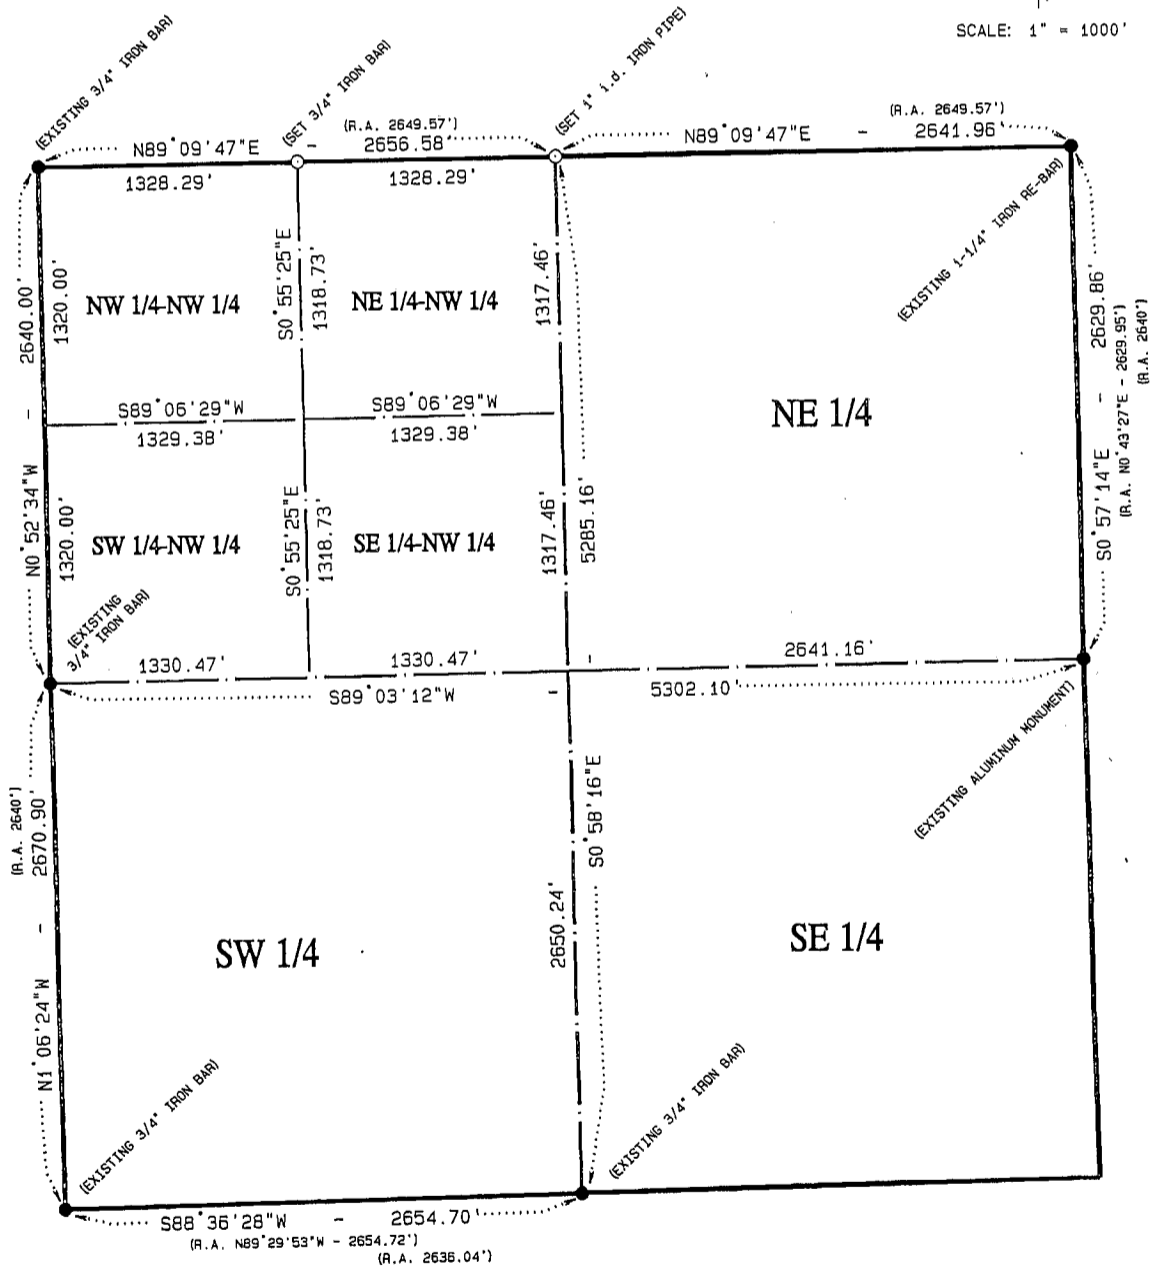 SCALE: 1" = 1000'
(EXISTING 3/4" IRON BAR)
(SET 3/4" IRON BAR)
(SET 1" i.d. IRON PIPE)
(R.A. 2649.57')
(R.A. 2649.57')
N89°09'47"E - 2656.58'
N89°09'47"E - 2641.96'
1328.29'
1328.29'
(EXISTING 1-1/4" IRON RE-BAR)
N0°52'34"W - 2640.00'
1320.00'
S0°55'25"E
1318.73'
1317.46'
NW 1/4-NW 1/4
NE 1/4-NW 1/4
S0°57'14"E - 2629.86'
(R.A. N0°43'27"E - 2629.95')
(R.A. 2640')
S89°06'29"W
S89°06'29"W
1329.38'
1329.38'
NE 1/4
1320.00'
S0°55'25"E
1318.73'
1317.46'
5285.16'
SW 1/4-NW 1/4
SE 1/4-NW 1/4
(EXISTING
3/4" IRON BAR)
1330.47'
1330.47'
-
2641.16'
S89°03'12"W - 5302.10'
(EXISTING ALUMINUM MONUMENT)
(R.A. 2640')
N1°06'24"W - 2670.90'
S0°58'16"E
2650.24'
SW 1/4
SE 1/4
(EXISTING 3/4" IRON BAR)
(EXISTING 3/4" IRON BAR)
S88°36'28"W - 2654.70'
(R.A. N89°29'53"W - 2654.72')
(R.A. 2636.04')